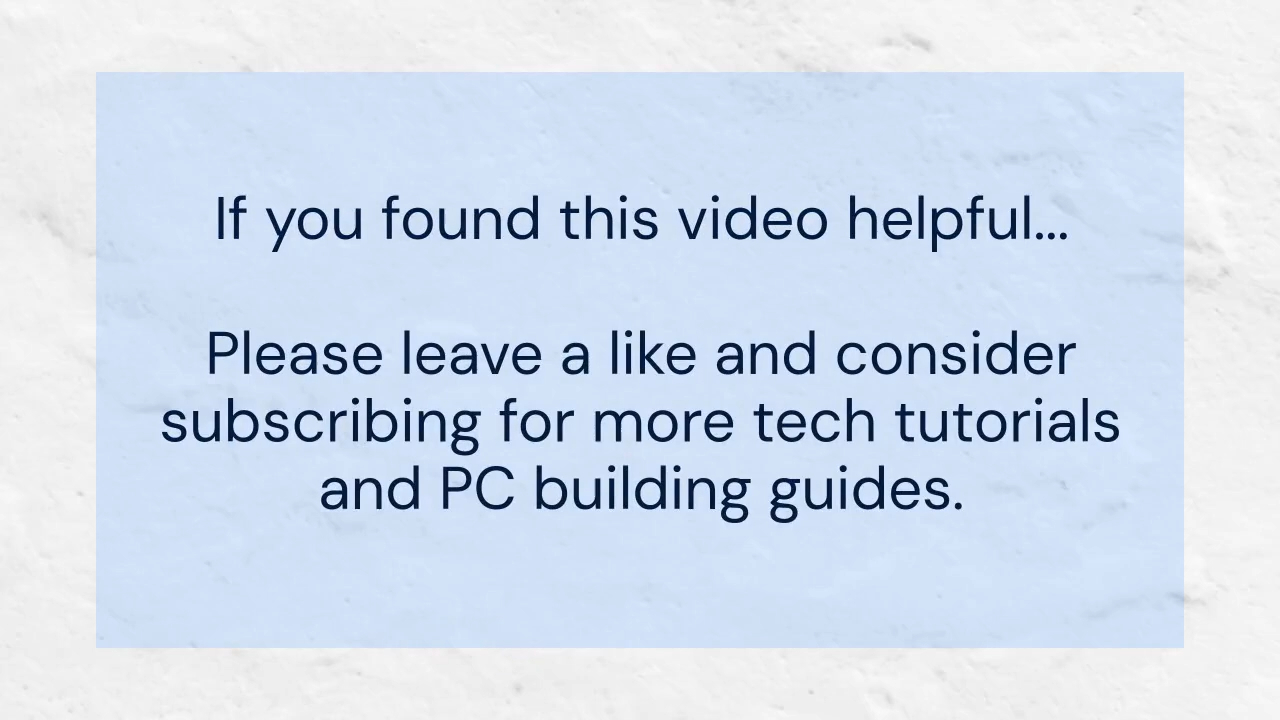 If you found this video helpful...
Please leave a like and consider
subscribing for more tech tutorials
and PC building guides.